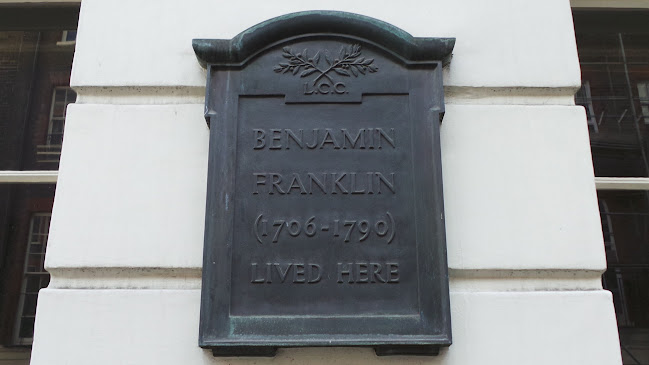 L.C.C.
BENJAMIN
FRANKLIN
(1706-1790)
LIVED HERE